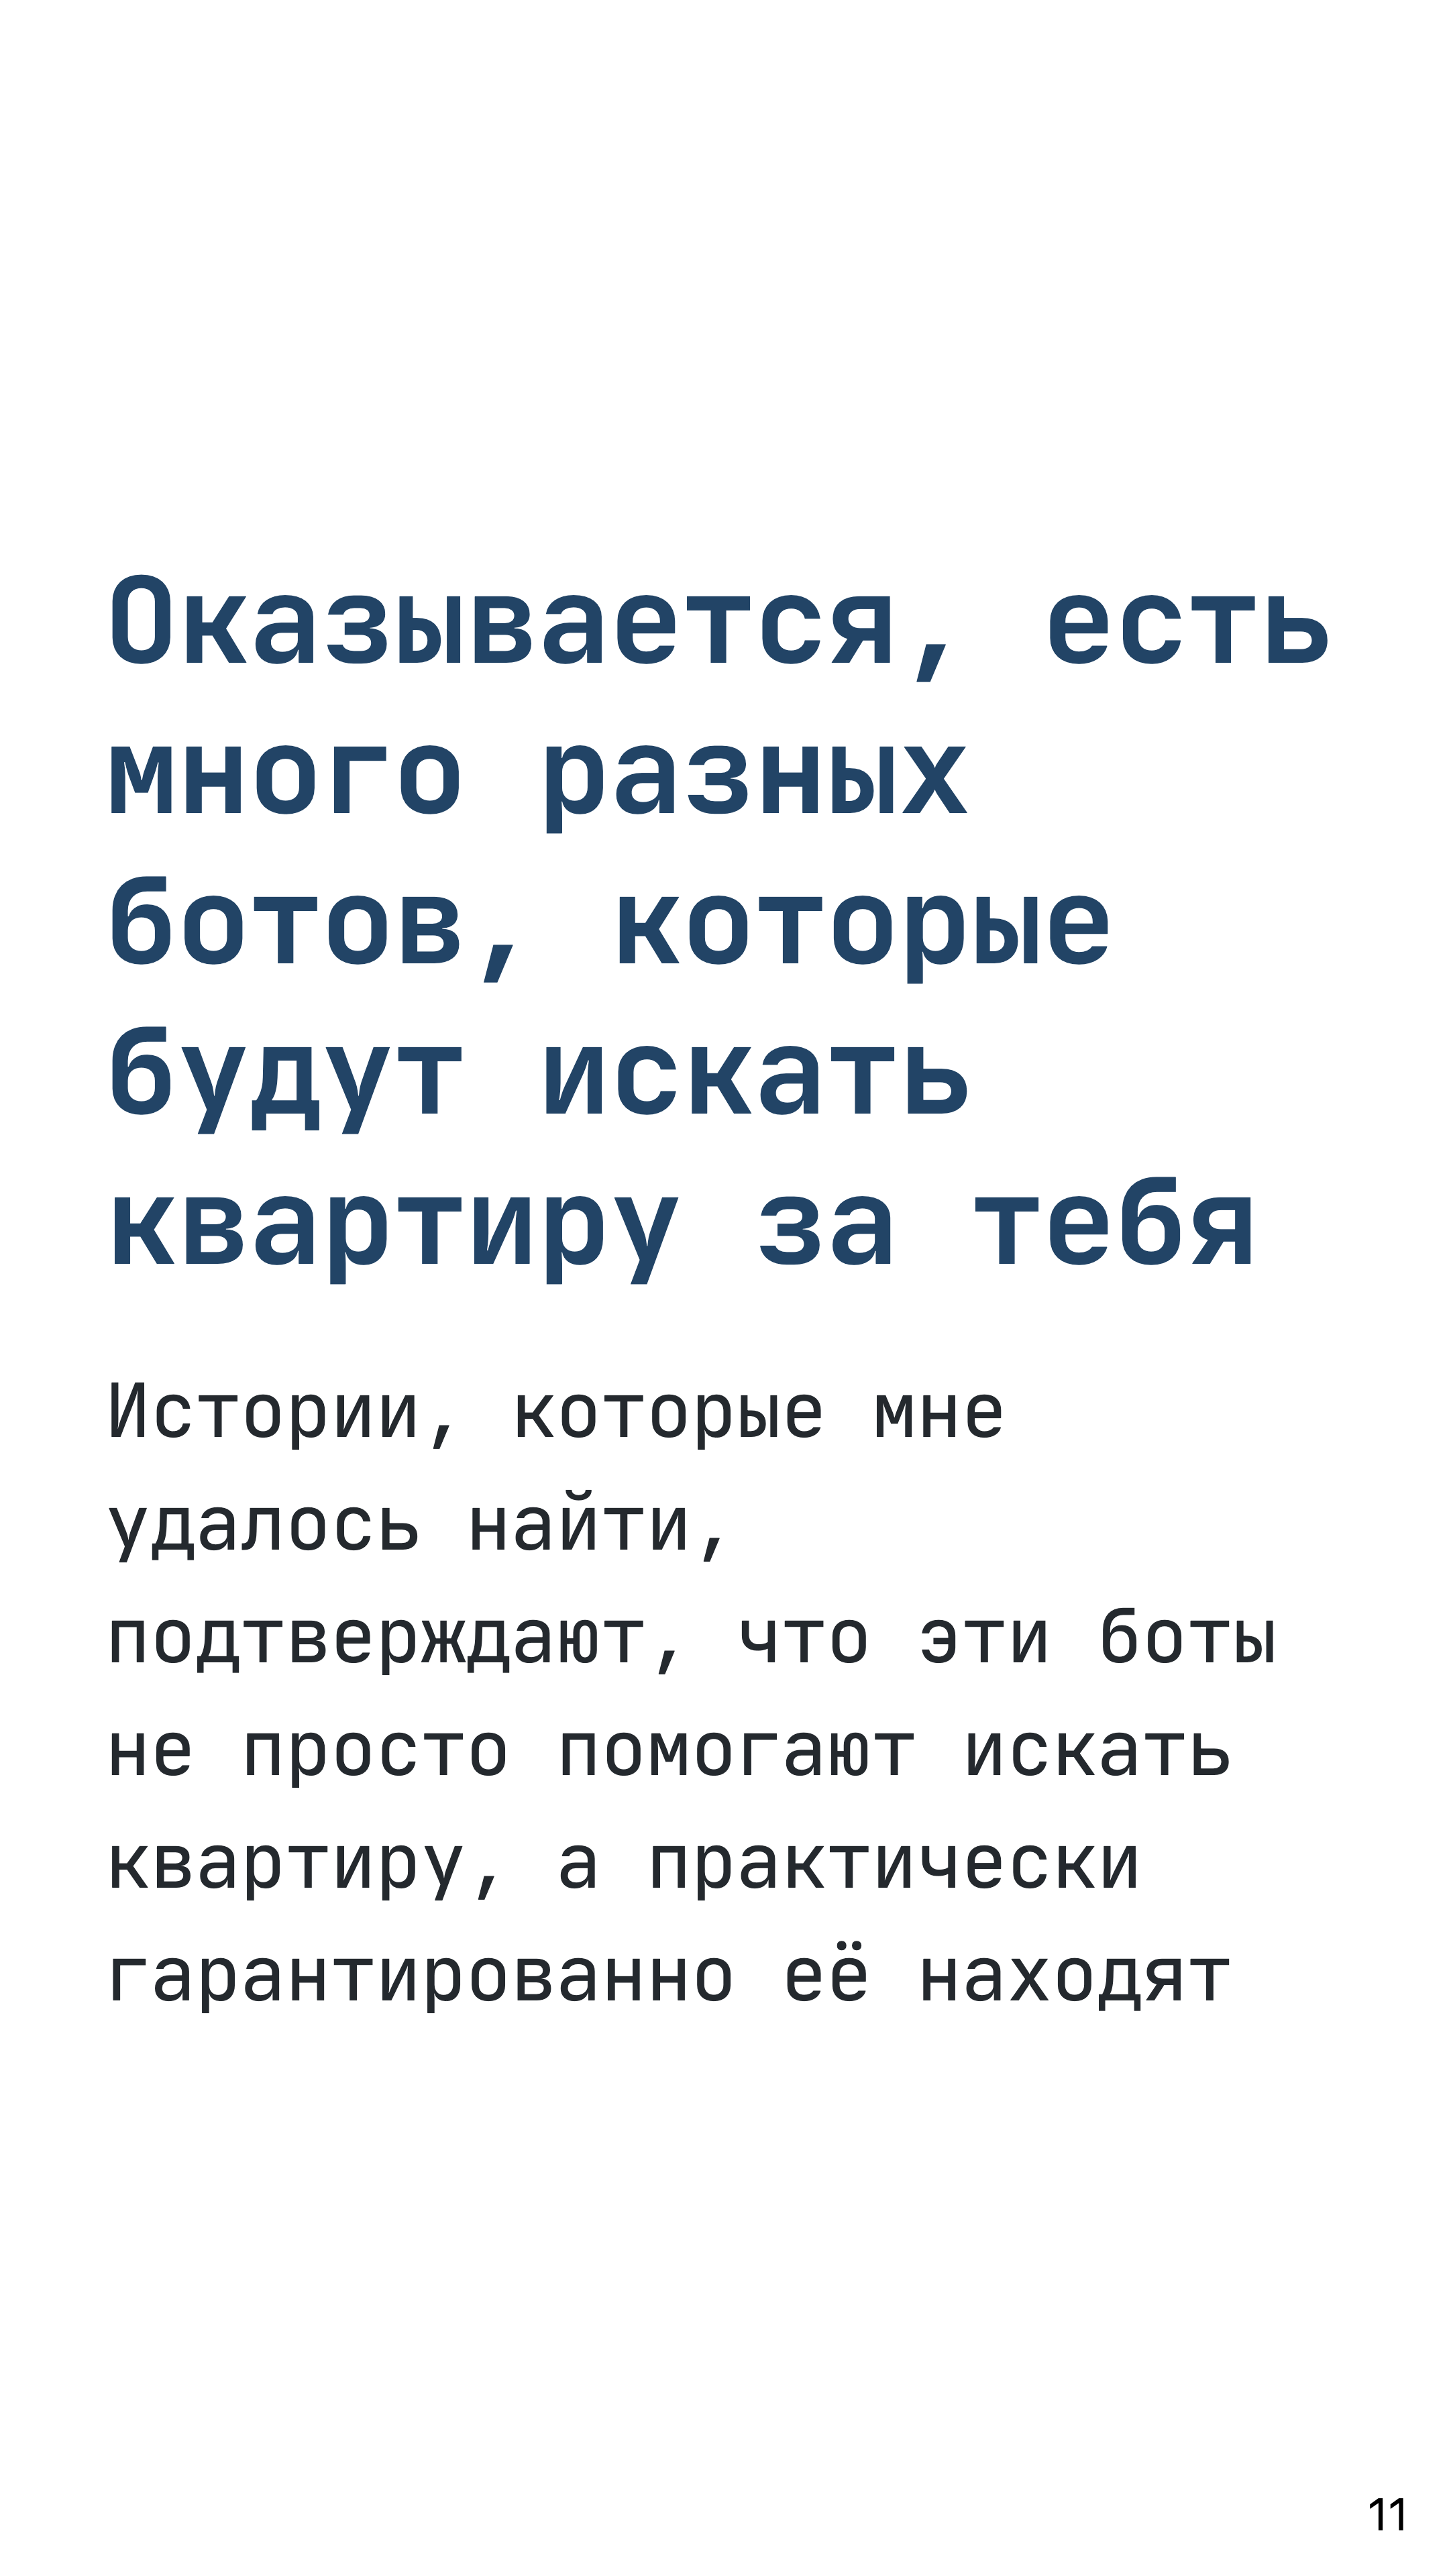 Оказывается, есть
много разных
ботов, которые
будут искать
квартиру за тебя
Истории, которые мне
удалось найти,
подтверждают, что эти боты
не просто помогают искать
квартиру, а практически
гарантированно её находят
11